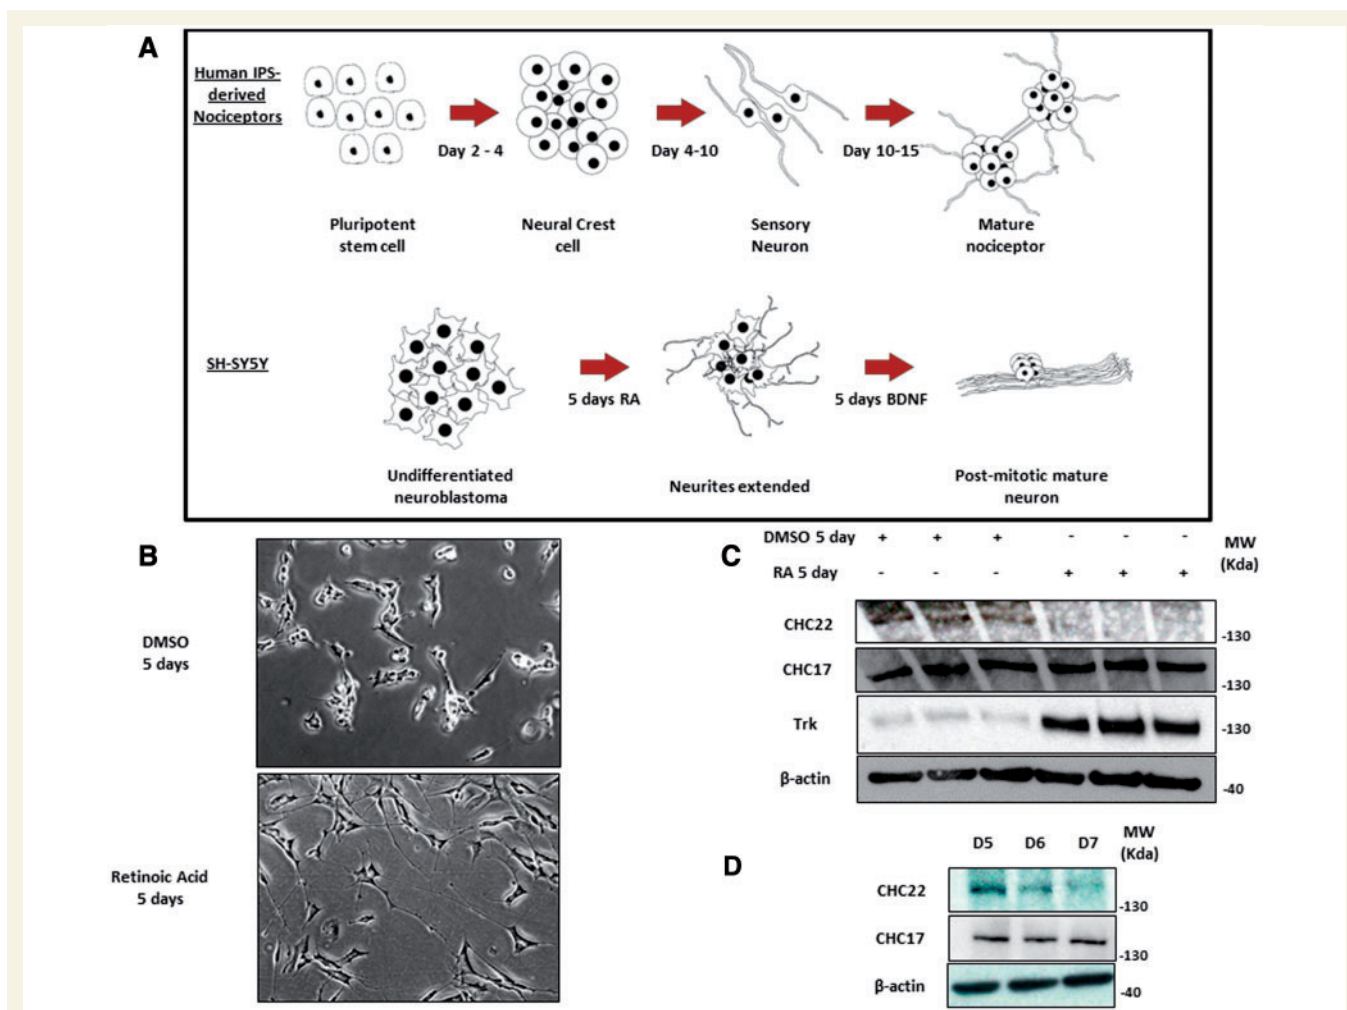 A
Human IPS-
derived
Nociceptors
Day 2 - 4
Day 4-10
Day 10-15
Pluripotent
stem cell
Neural Crest
cell
Sensory
Neuron
Mature
nociceptor
SH-SY5Y
5 days RA
5 days BDNF
Undifferentiated
neuroblastoma
Neurites extended
Post-mitotic mature
neuron
B
DMSO
5 days
Retinoic Acid
5 days
C
DMSO 5 day + + + - - -
RA 5 day - - - + + +
MW
(Kda)
CHC22 -130
CHC17 -130
Trk -130
β-actin -40
D
D5 D6 D7
MW
(Kda)
CHC22 -130
CHC17 -130
β-actin -40